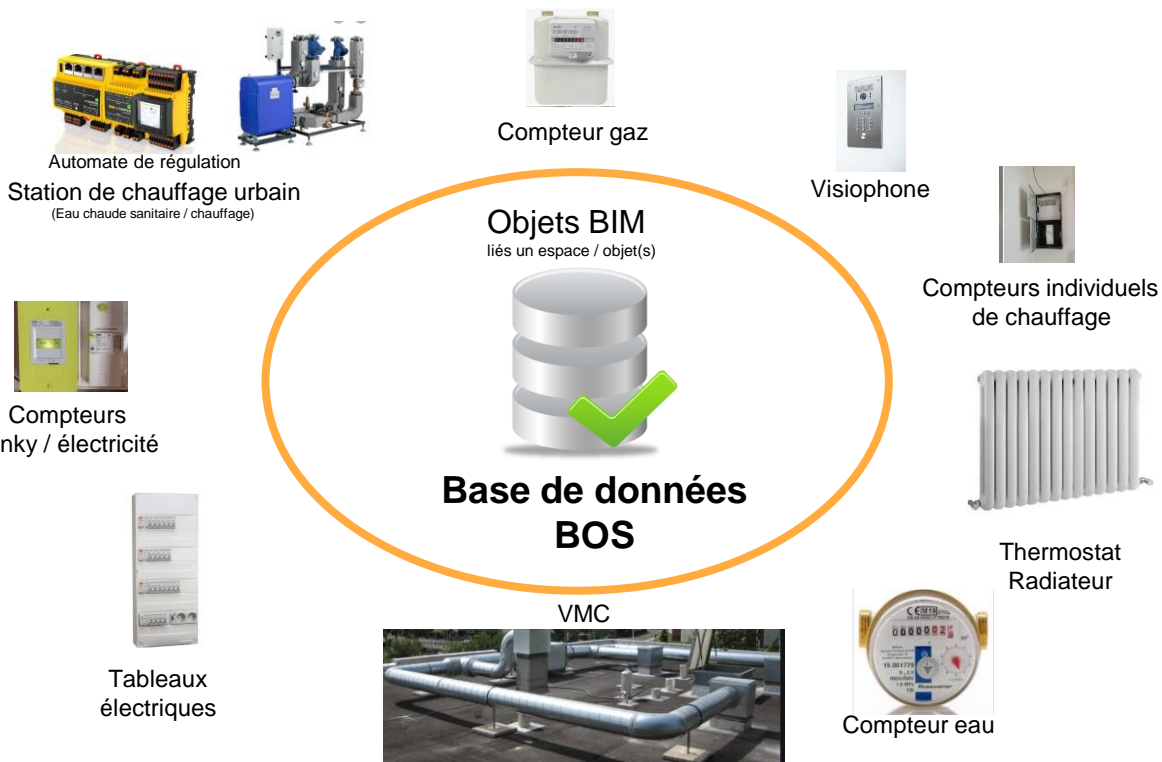 Compteur gaz
Automate de régulation
Station de chauffage urbain
(Eau chaude sanitaire / chauffage)
Visiophone
Objets BIM
liés un espace / objet(s)
Compteurs individuels
de chauffage
Compteurs
nky / électricité
Base de données
BOS
Thermostat
Radiateur
VMC
Tableaux
électriques
Compteur eau